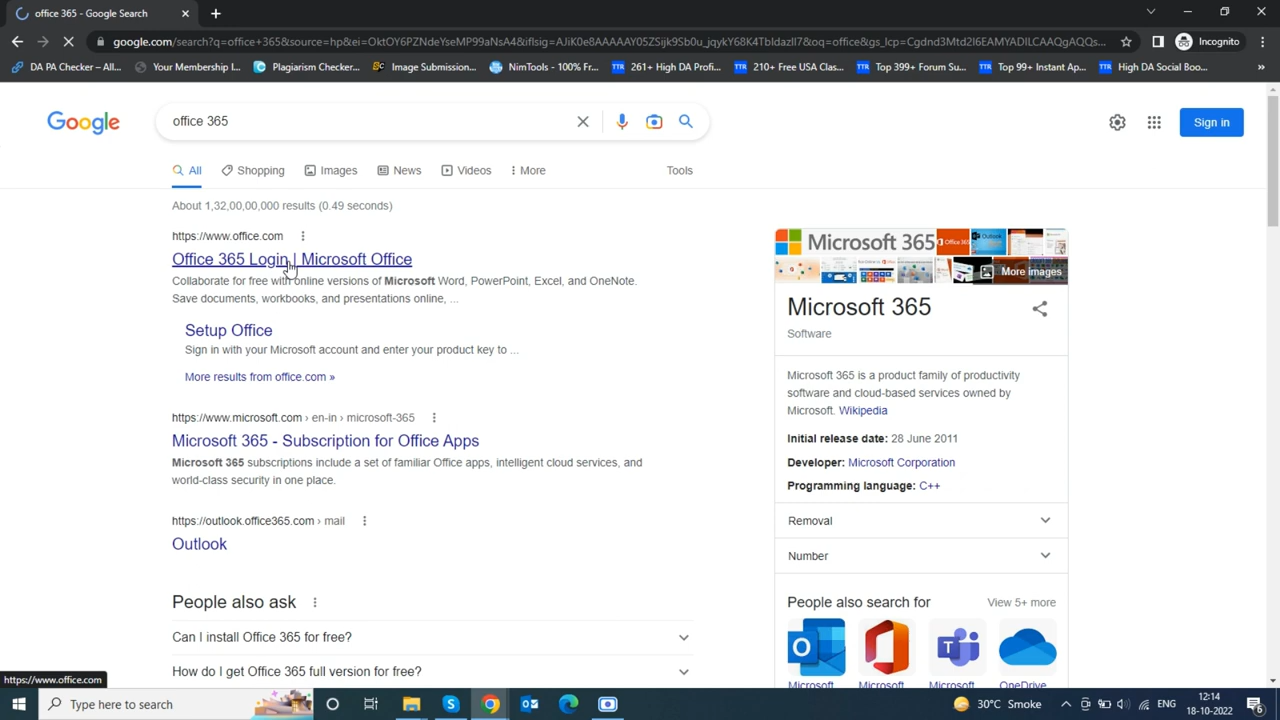 office 365 - Google Search
google.com/search?q=office+365&source=hp&ei=OktOY6PZNdeYseMP99aNsA4&iflsig=AJiK0e8AAAAAY05ZSijk9Sb0u_jqykY68K4TbIdazlI7&oq=office&gs_lcp=Cgdnd3Mtd2l6EAMYADILCAAQgAQQs...
Incognito
DA PA Checker – All...
Your Membership I...
Plagiarism Checker...
Image Submission...
NimTools - 100% Fr...
261+ High DA Profi...
210+ Free USA Class...
Top 399+ Forum Su...
Top 99+ Instant Ap...
High DA Social Boo...
»
Google
office 365
Sign in
All
Shopping
Images
News
Videos
More
Tools
About 1,32,00,00,000 results (0.49 seconds)
https://www.office.com
Office 365 Login | Microsoft Office
Collaborate for free with online versions of Microsoft Word, PowerPoint, Excel, and OneNote.
Save documents, workbooks, and presentations online, ...
Setup Office
Sign in with your Microsoft account and enter your product key to ...
More results from office.com »
https://www.microsoft.com › en-in › microsoft-365
Microsoft 365 - Subscription for Office Apps
Microsoft 365 subscriptions include a set of familiar Office apps, intelligent cloud services, and
world-class security in one place.
https://outlook.office365.com › mail
Outlook
People also ask
Can I install Office 365 for free?
How do I get Office 365 full version for free?
Microsoft 365
More images
Microsoft 365
Software
Microsoft 365 is a product family of productivity
software and cloud-based services owned by
Microsoft. Wikipedia
Initial release date: 28 June 2011
Developer: Microsoft Corporation
Programming language: C++
Removal
Number
People also search for
View 5+ more
Microsoft
Microsoft
Microsoft
OneDrive
https://www.office.com
Type here to search
30°C Smoke
ENG
12:14
18-10-2022
6